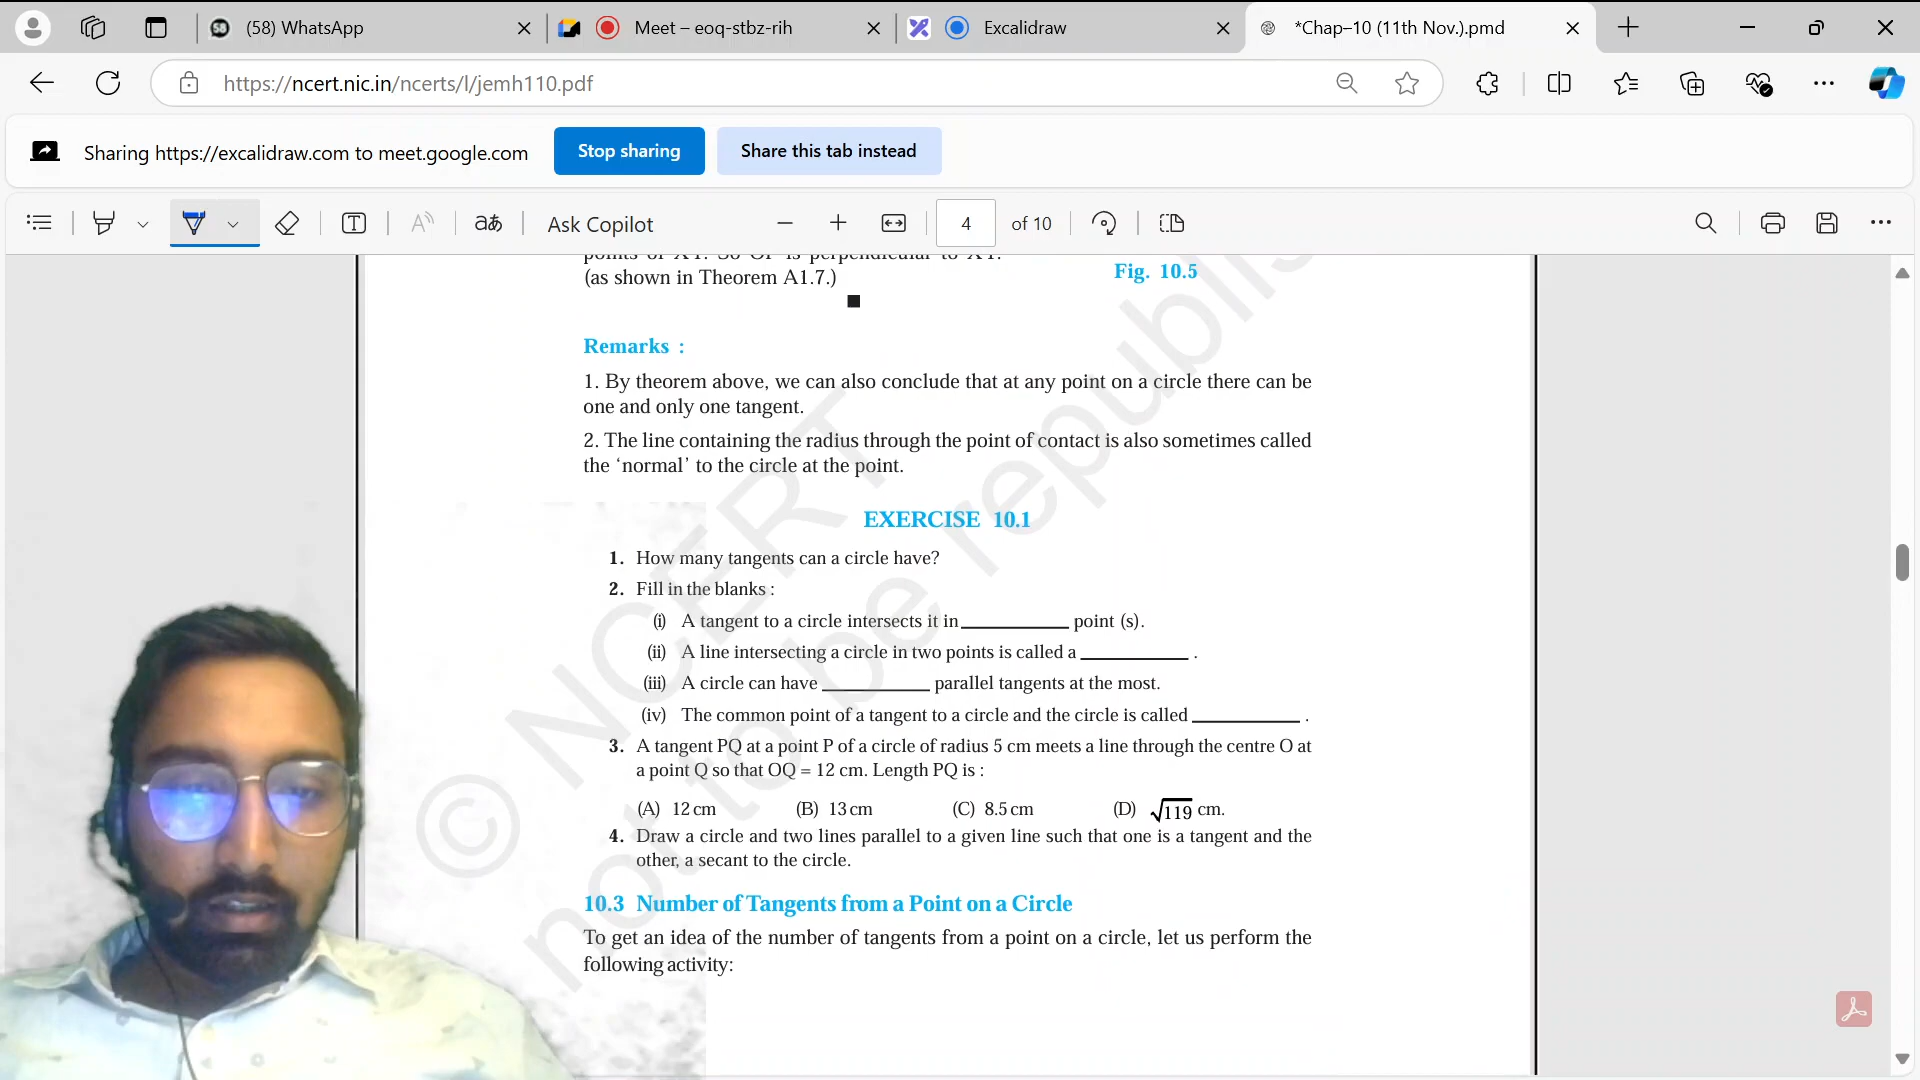 58
(58) WhatsApp
Meet – eoq-stbz-rih
Excalidraw
*Chap–10 (11th Nov.).pmd
https://ncert.nic.in/ncerts/l/jemh110.pdf
Sharing https://excalidraw.com to meet.google.com
Stop sharing
Share this tab instead
Ask Copilot
4 of 10
(as shown in Theorem A1.7.)
Fig. 10.5
Remarks :
1. By theorem above, we can also conclude that at any point on a circle there can be
one and only one tangent.
2. The line containing the radius through the point of contact is also sometimes called
the ‘normal’ to the circle at the point.
EXERCISE 10.1
1. How many tangents can a circle have?
2. Fill in the blanks :
(i) A tangent to a circle intersects it in__________ point (s).
(ii) A line intersecting a circle in two points is called a __________ .
(iii) A circle can have __________ parallel tangents at the most.
(iv) The common point of a tangent to a circle and the circle is called __________ .
3. A tangent PQ at a point P of a circle of radius 5 cm meets a line through the centre O at
a point Q so that OQ = 12 cm. Length PQ is :
(A) 12 cm (B) 13 cm (C) 8.5 cm (D) √119 cm.
4. Draw a circle and two lines parallel to a given line such that one is a tangent and the
other, a secant to the circle.
10.3 Number of Tangents from a Point on a Circle
To get an idea of the number of tangents from a point on a circle, let us perform the
following activity:
© NCERT
not to be republis